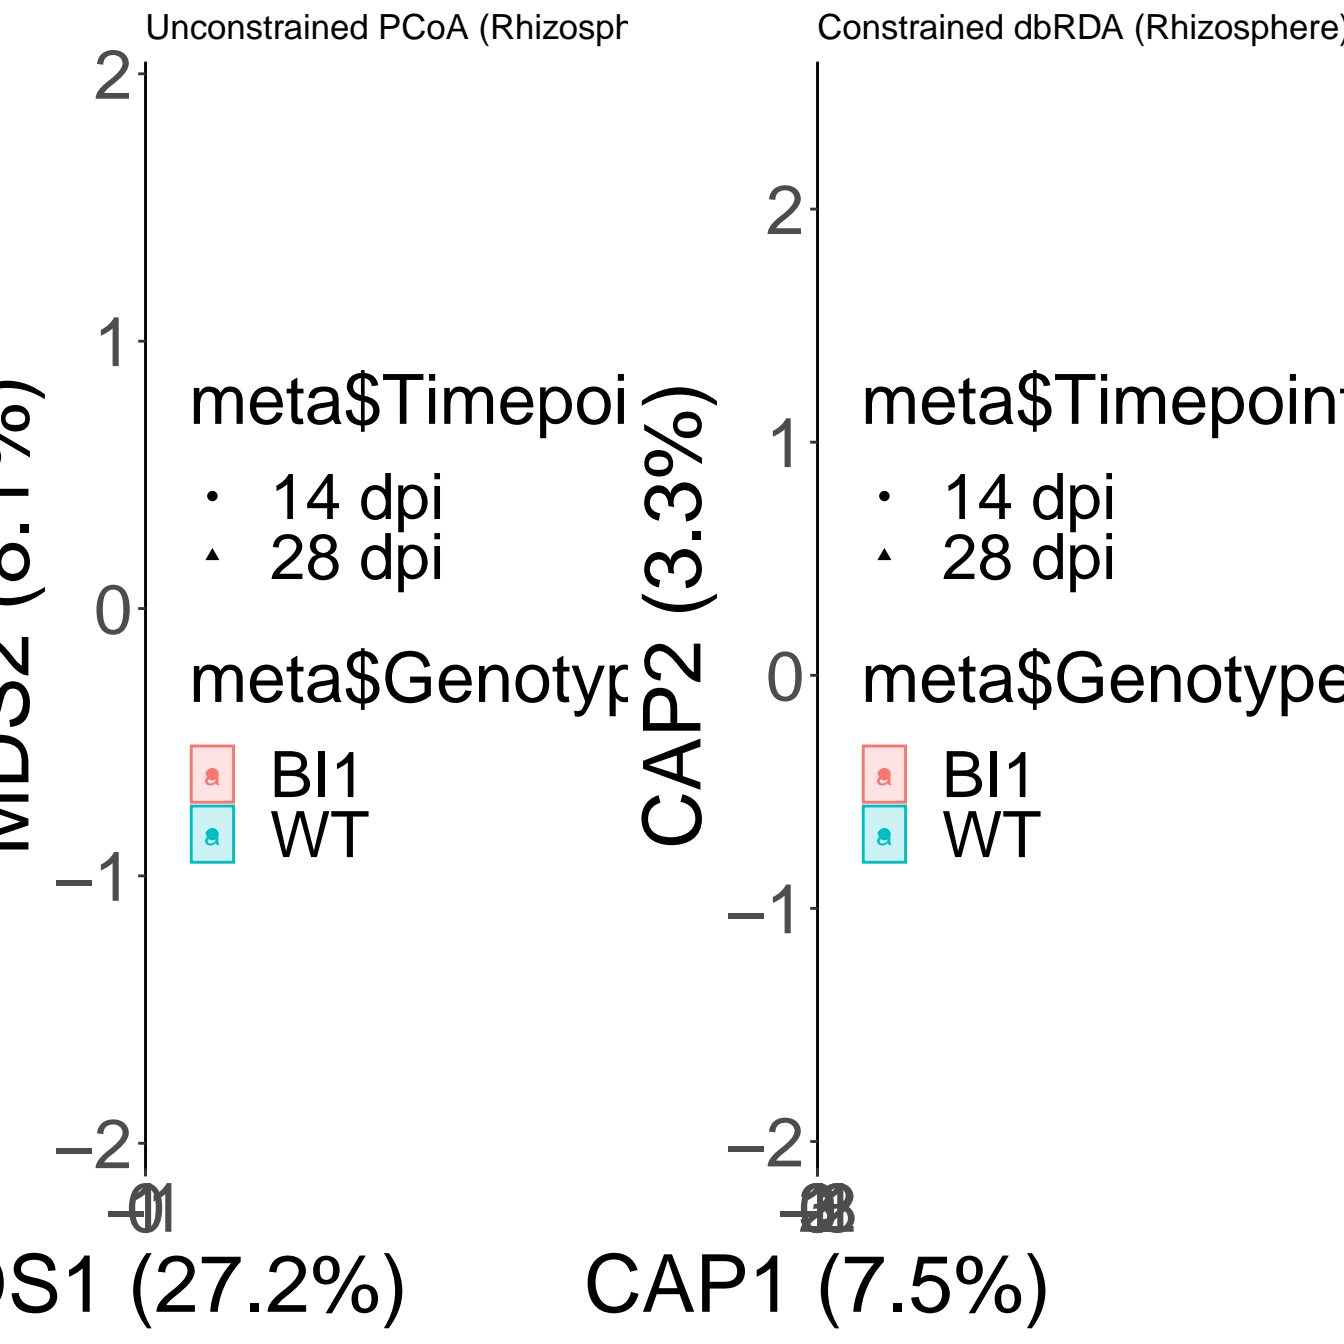 Unconstrained PCoA (Rhizosph
2
1
0
−1
−2
meta$Timepoi
14 dpi
28 dpi
meta$Genotyp
a BI1
a WT
S1 (27.2%)
Constrained dbRDA (Rhizosphere)
CAP2 (3.3%)
2
1
0
−1
−2
meta$Timepoint
14 dpi
28 dpi
meta$Genotype
a BI1
a WT
CAP1 (7.5%)